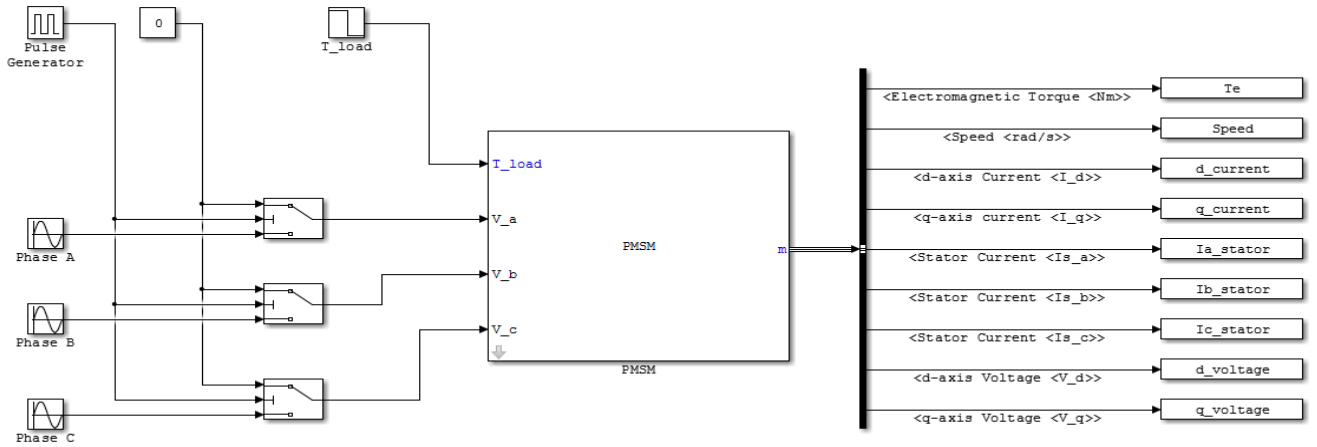 Pulse
Generator
0
T_load
Phase A
Phase B
Phase C
T_load
V_a
V_b
V_c
PMSM
m
PMSM
<Electromagnetic Torque <Nm>>
Te
<Speed <rad/s>>
Speed
<d-axis Current <I_d>>
d_current
<q-axis current <I_q>>
q_current
<Stator Current <Is_a>>
Ia_stator
<Stator Current <Is_b>>
Ib_stator
<Stator Current <Is_c>>
Ic_stator
<d-axis Voltage <V_d>>
d_voltage
<q-axis Voltage <V_q>>
q_voltage